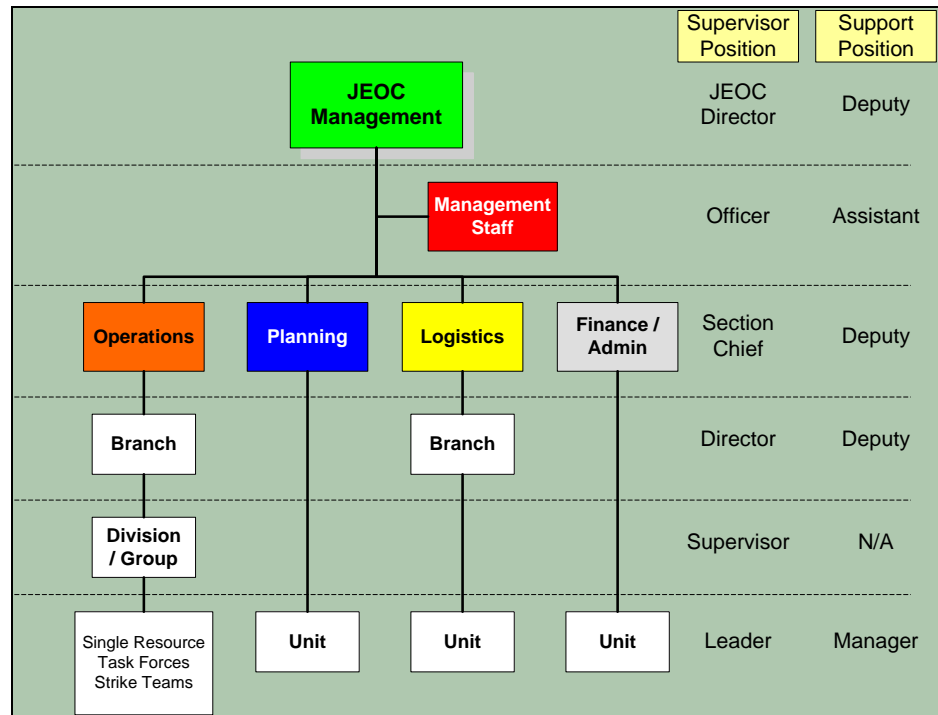 Supervisor
Position
Support
Position
JEOC
Management
JEOC
Director
Deputy
Management
Staff
Officer
Assistant
Operations
Planning
Logistics
Finance /
Admin
Section
Chief
Deputy
Branch
Branch
Director
Deputy
Division
/ Group
Supervisor
N/A
Single Resource
Task Forces
Strike Teams
Unit
Unit
Unit
Leader
Manager